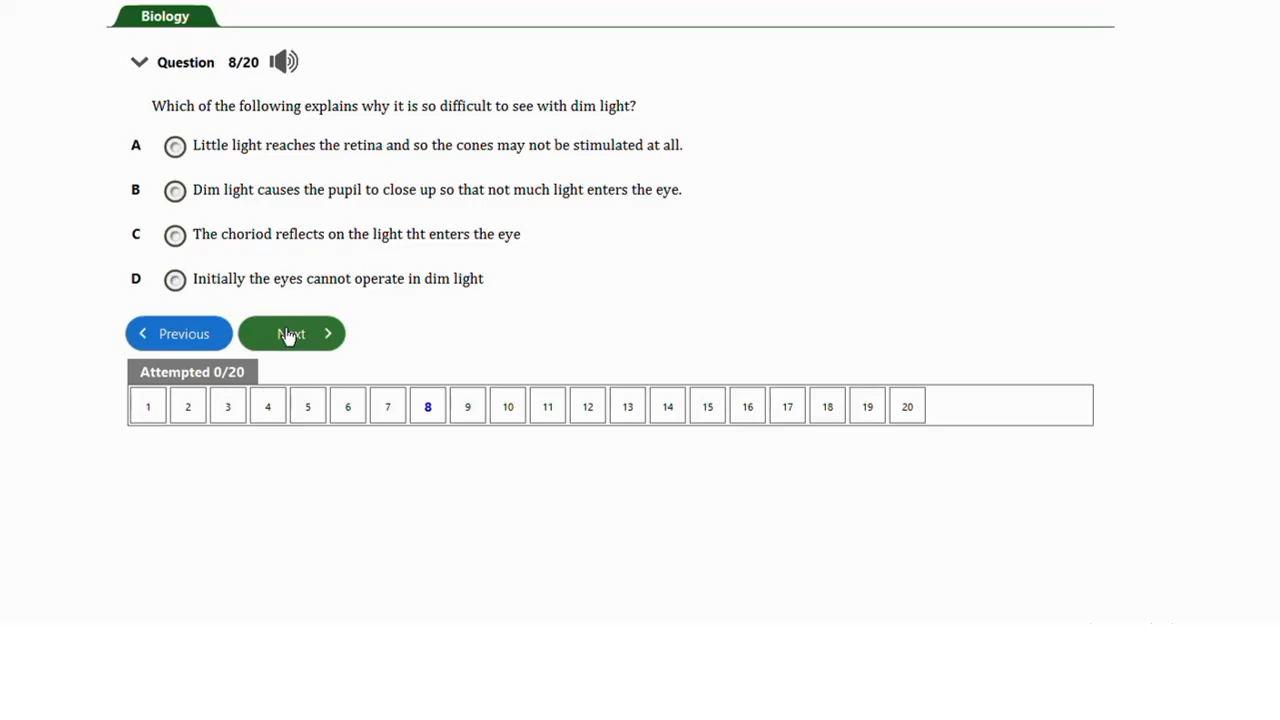 Biology
Question 8/20
Which of the following explains why it is so difficult to see with dim light?
A Little light reaches the retina and so the cones may not be stimulated at all.
B Dim light causes the pupil to close up so that not much light enters the eye.
C The choriod reflects on the light tht enters the eye
D Initially the eyes cannot operate in dim light
Previous Next
Attempted 0/20
1 2 3 4 5 6 7 8 9 10 11 12 13 14 15 16 17 18 19 20